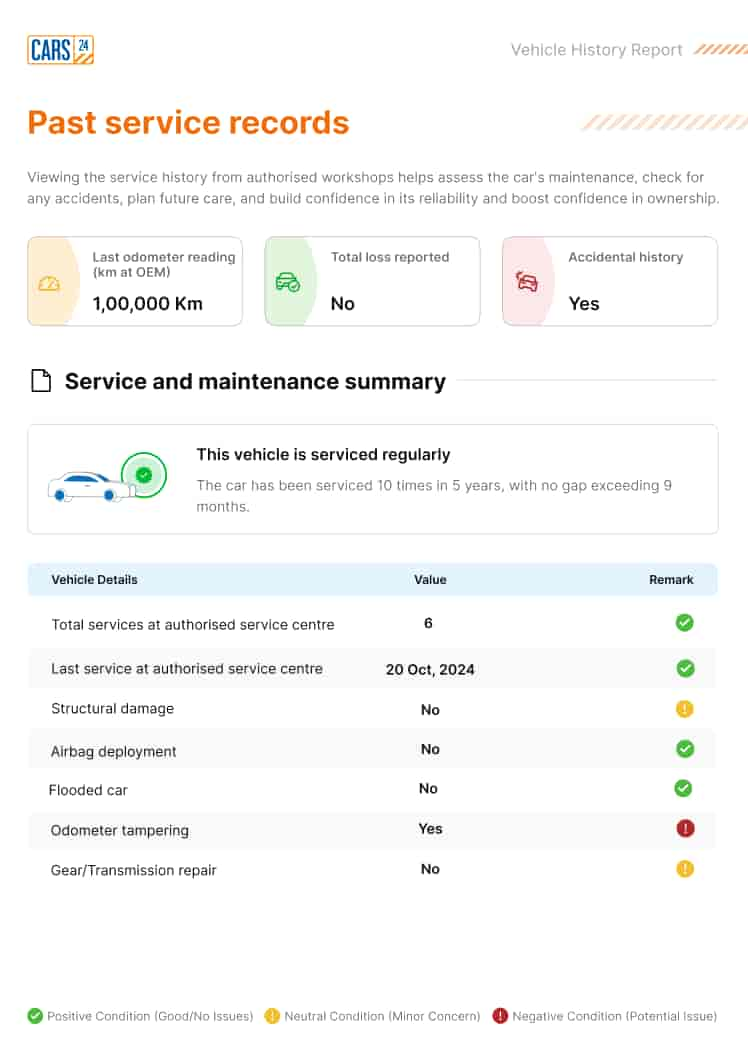 CARS 24
Vehicle History Report
Past service records
Viewing the service history from authorised workshops helps assess the car's maintenance, check for
any accidents, plan future care, and build confidence in its reliability and boost confidence in ownership.
Last odometer reading
(km at OEM)
1,00,000 Km
Total loss reported
No
Accidental history
Yes
Service and maintenance summary
This vehicle is serviced regularly
The car has been serviced 10 times in 5 years, with no gap exceeding 9
months.
Vehicle Details Value Remark
Total services at authorised service centre 6
Last service at authorised service centre 20 Oct, 2024
Structural damage No
Airbag deployment No
Flooded car No
Odometer tampering Yes
Gear/Transmission repair No
Positive Condition (Good/No Issues) Neutral Condition (Minor Concern) Negative Condition (Potential Issue)